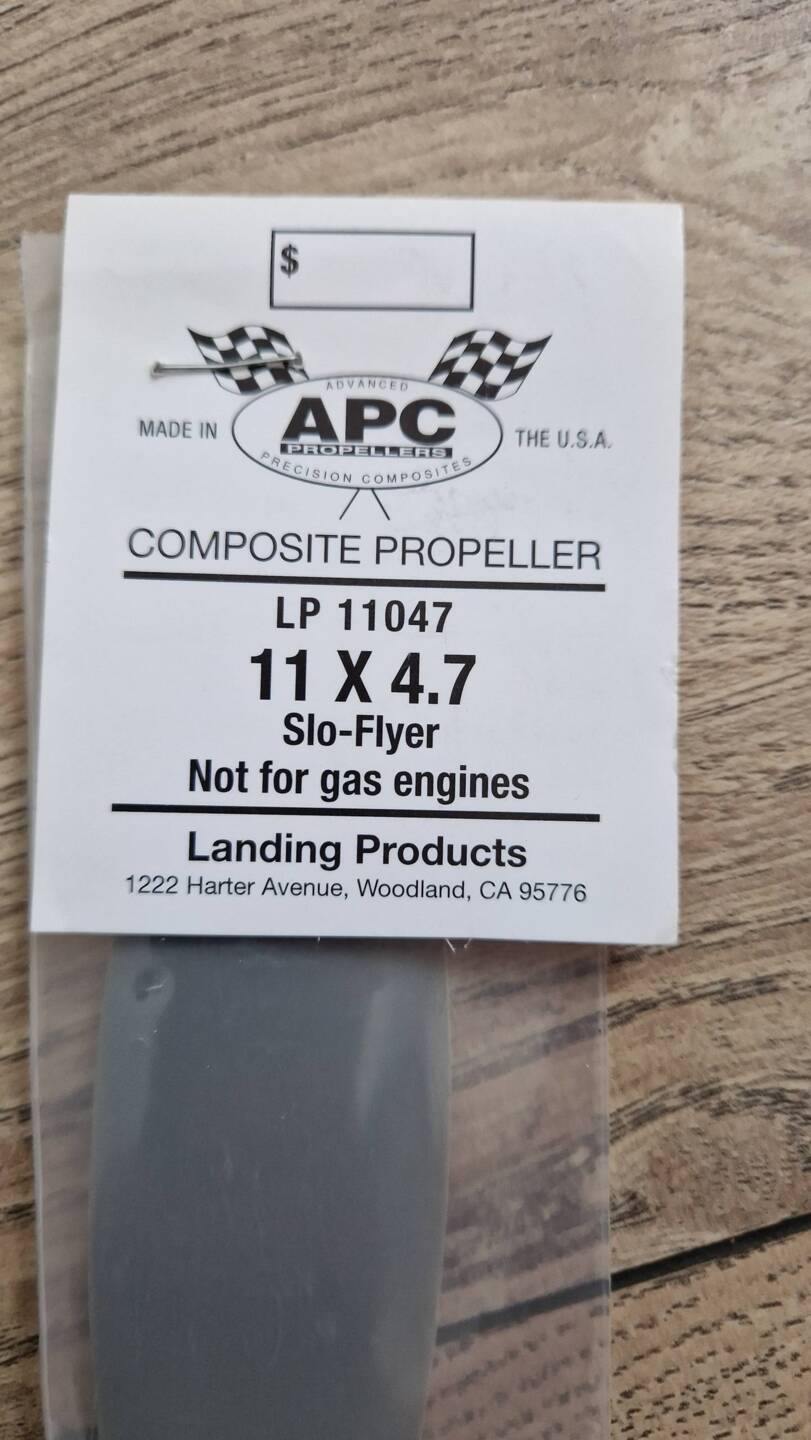 $
MADE IN
ADVANCED
APC
PROPELLERS
PRECISION COMPOSITES
THE U.S.A.
COMPOSITE PROPELLER
LP 11047
11 X 4.7
Slo-Flyer
Not for gas engines
Landing Products
1222 Harter Avenue, Woodland, CA 95776